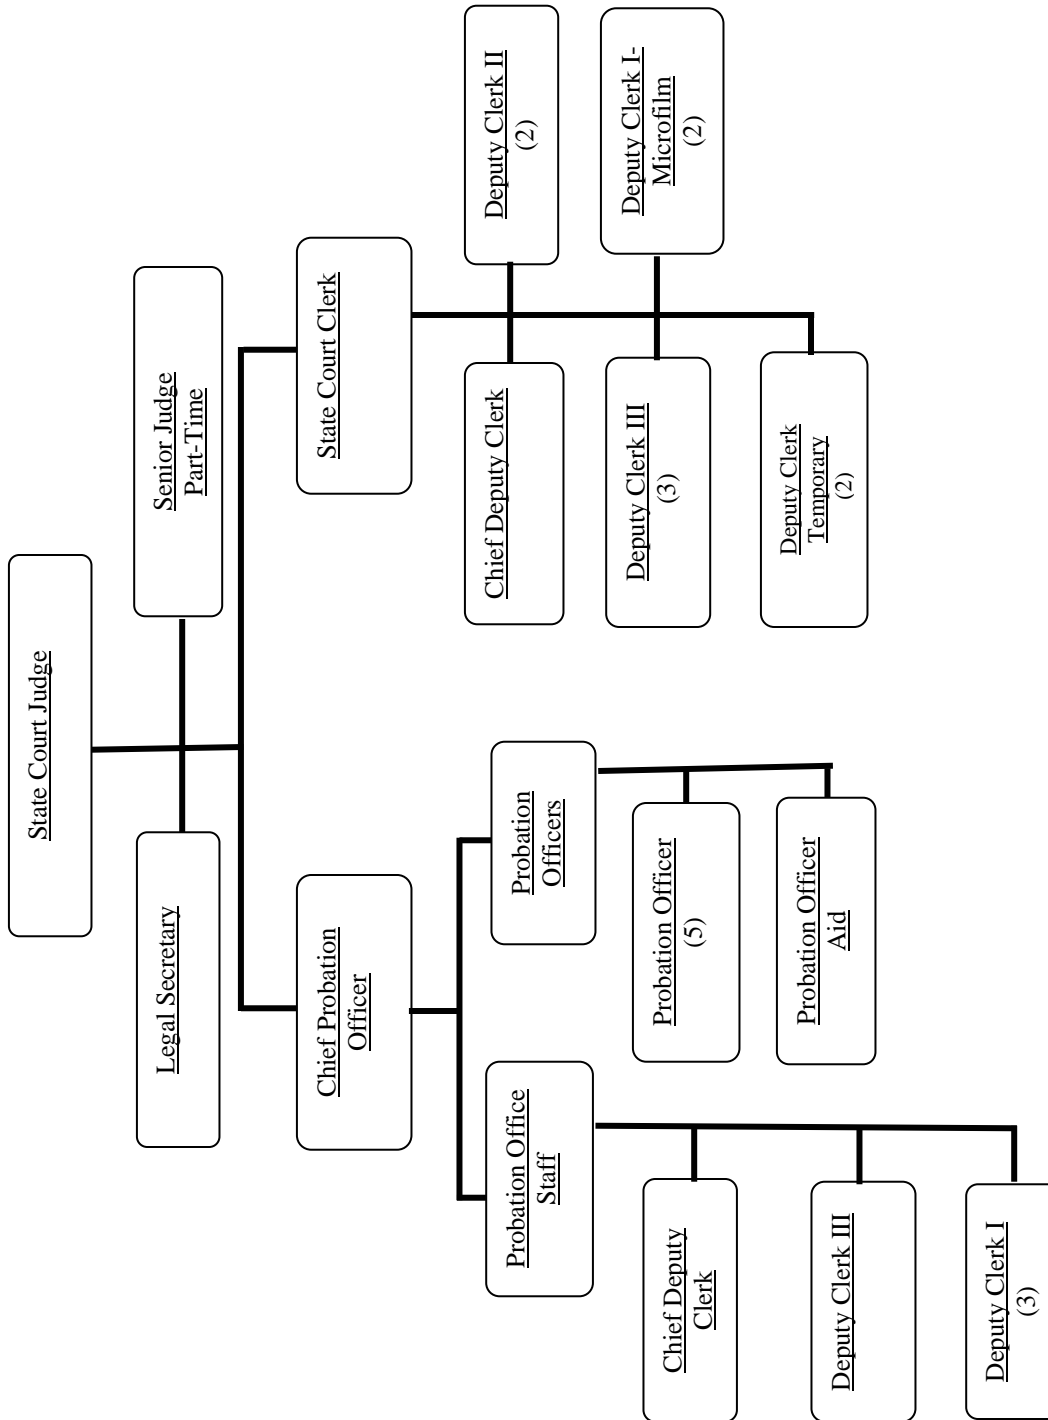 State Court Judge
Legal Secretary
Senior Judge
Part-Time
Chief Probation
Officer
State Court Clerk
Probation Office
Staff
Probation
Officers
Chief Deputy
Clerk
Deputy Clerk III
Deputy Clerk I
(3)
Probation Officer
(5)
Probation Officer
Aid
Chief Deputy Clerk
Deputy Clerk II
(2)
Deputy Clerk III
(3)
Deputy Clerk I-
Microfilm
(2)
Deputy Clerk
Temporary
(2)